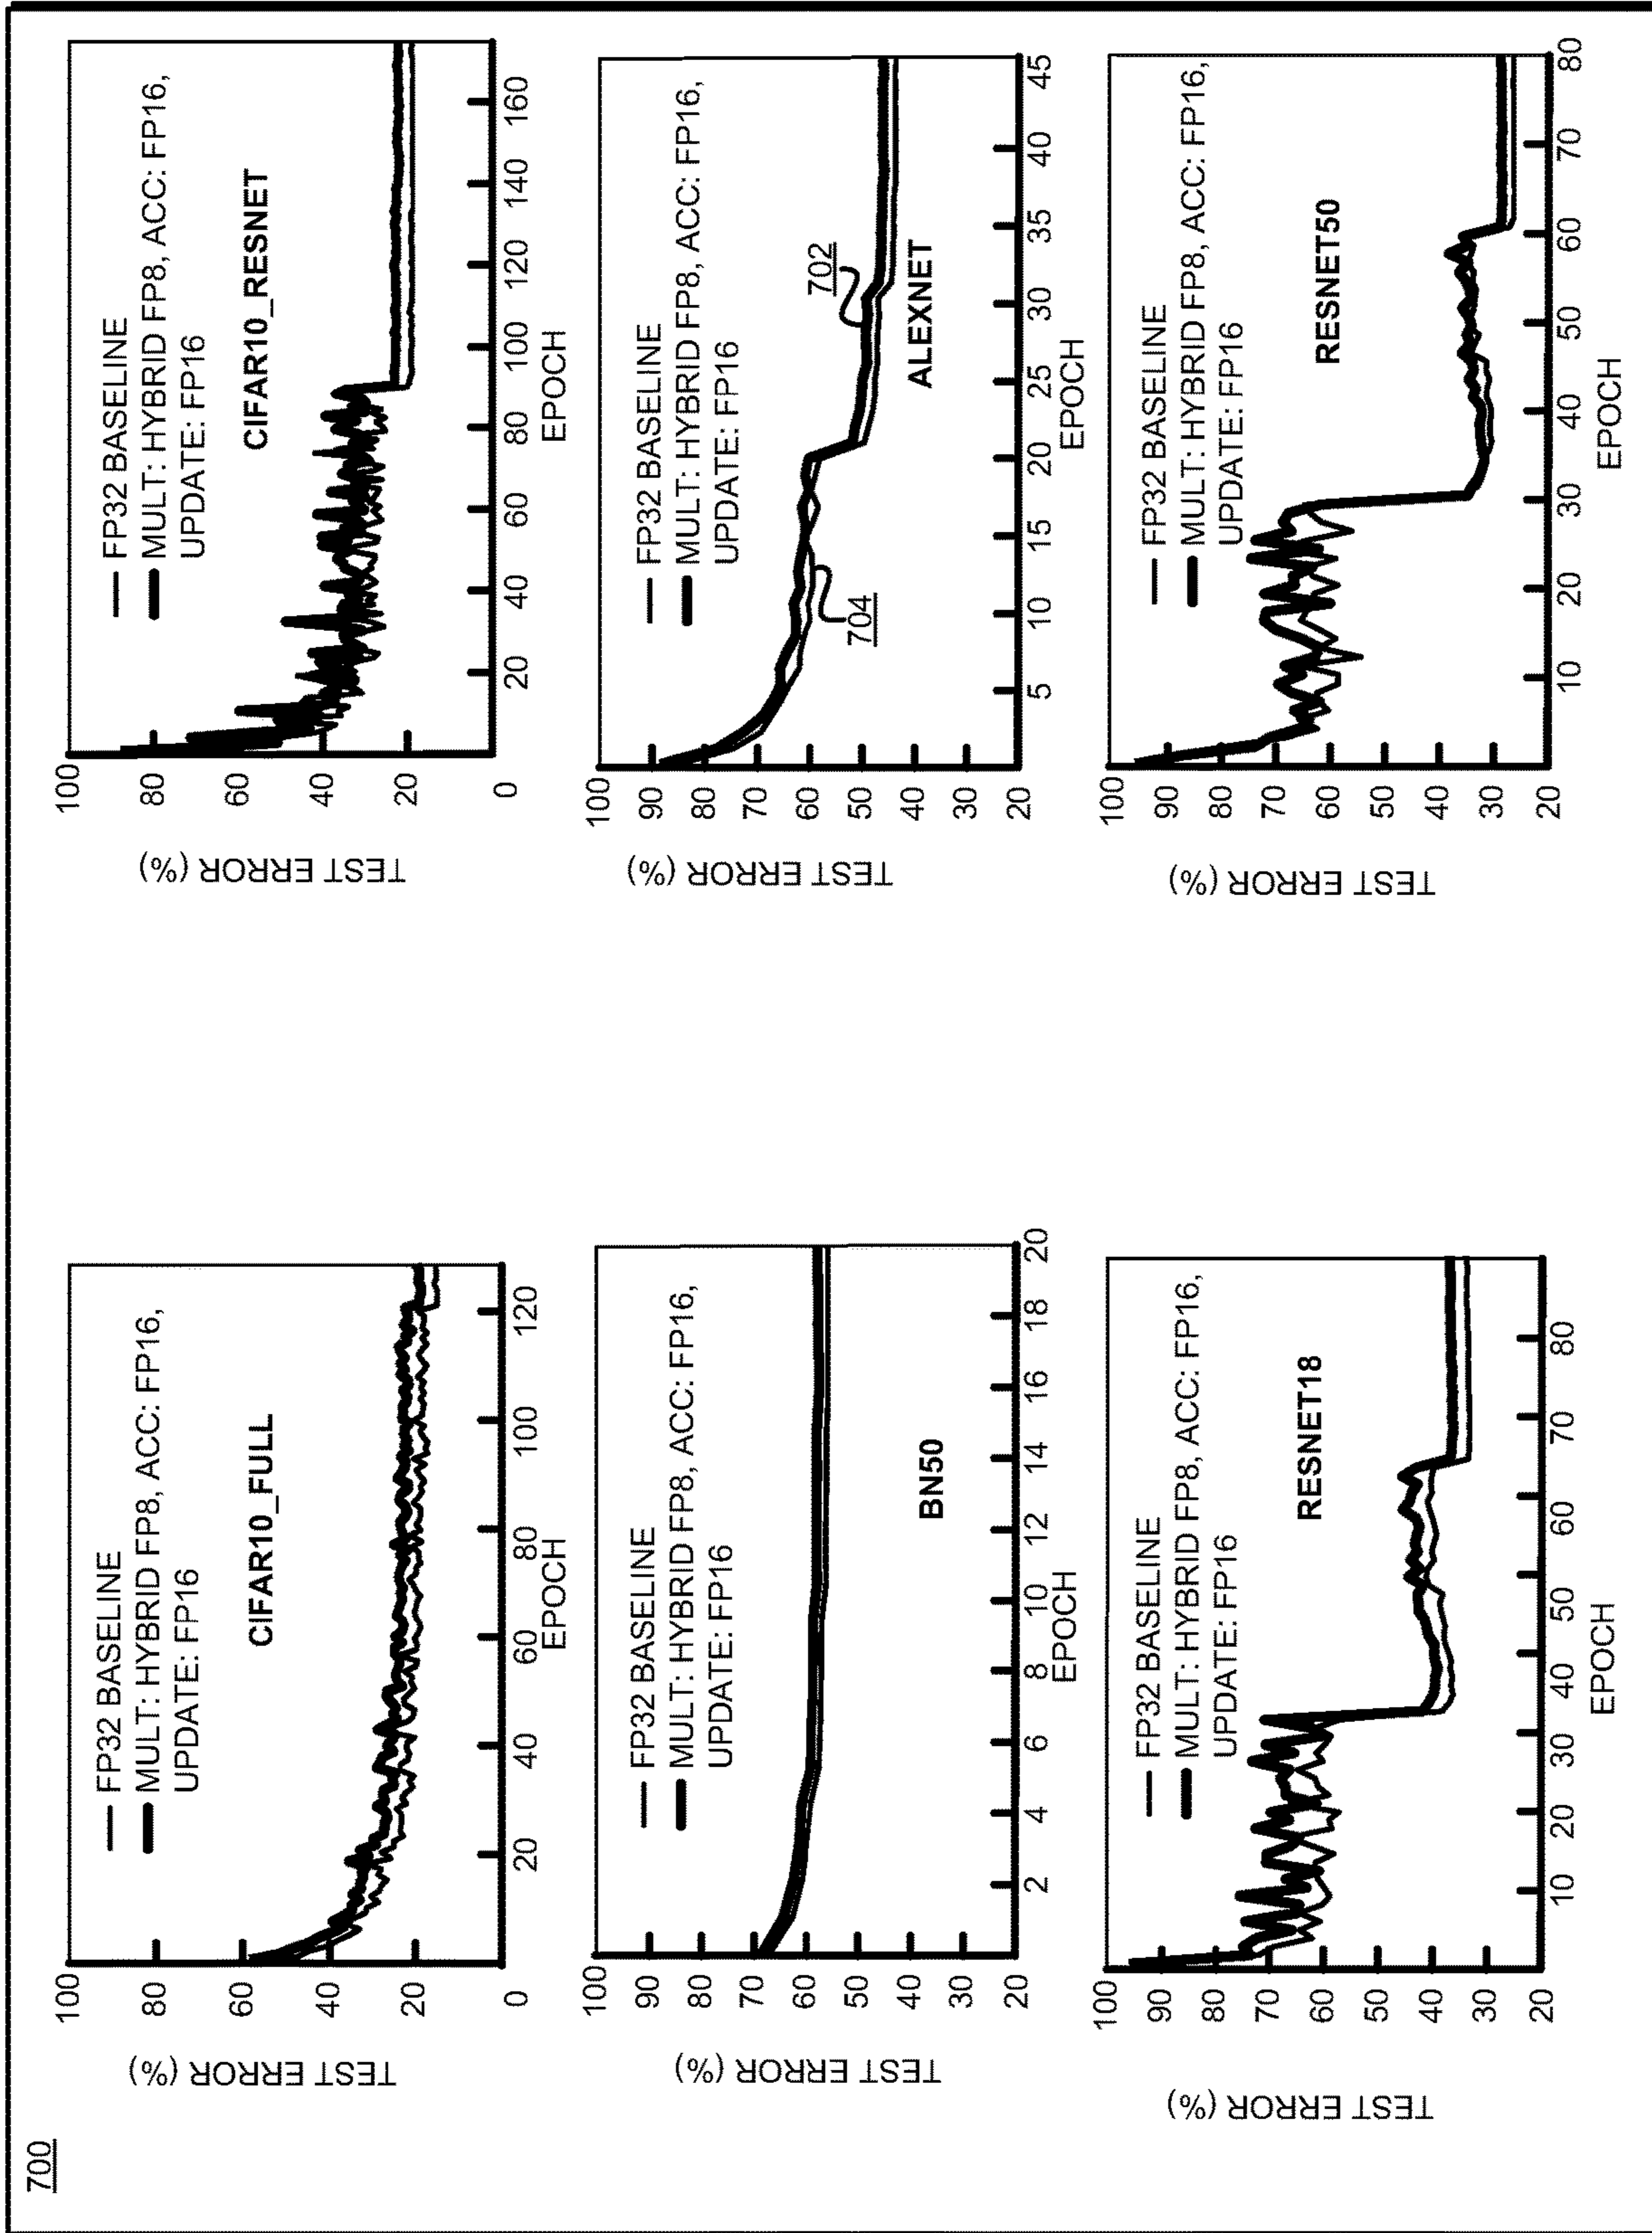 700
TEST ERROR (%)
100
80
60
40
20
0
FP32 BASELINE
MULT: HYBRID FP8, ACC: FP16,
UPDATE: FP16
CIFAR10_FULL
20 40 60 80 100 120
EPOCH
TEST ERROR (%)
100
80
60
40
20
0
FP32 BASELINE
MULT: HYBRID FP8, ACC: FP16,
UPDATE: FP16
CIFAR10_RESNET
20 40 60 80 100 120 140 160
EPOCH
TEST ERROR (%)
100
90
80
70
60
50
40
30
20
FP32 BASELINE
MULT: HYBRID FP8, ACC: FP16,
UPDATE: FP16
BN50
2 4 6 8 10 12 14 16 18 20
EPOCH
TEST ERROR (%)
100
90
80
70
60
50
40
30
20
FP32 BASELINE
MULT: HYBRID FP8, ACC: FP16,
UPDATE: FP16
704
702
ALEXNET
5 10 15 20 25 30 35 40 45
EPOCH
TEST ERROR (%)
100
90
80
70
60
50
40
30
20
FP32 BASELINE
MULT: HYBRID FP8, ACC: FP16,
UPDATE: FP16
RESNET18
10 20 30 40 50 60 70 80
EPOCH
TEST ERROR (%)
100
90
80
70
60
50
40
30
20
FP32 BASELINE
MULT: HYBRID FP8, ACC: FP16,
UPDATE: FP16
RESNET50
10 20 30 40 50 60 70 80
EPOCH